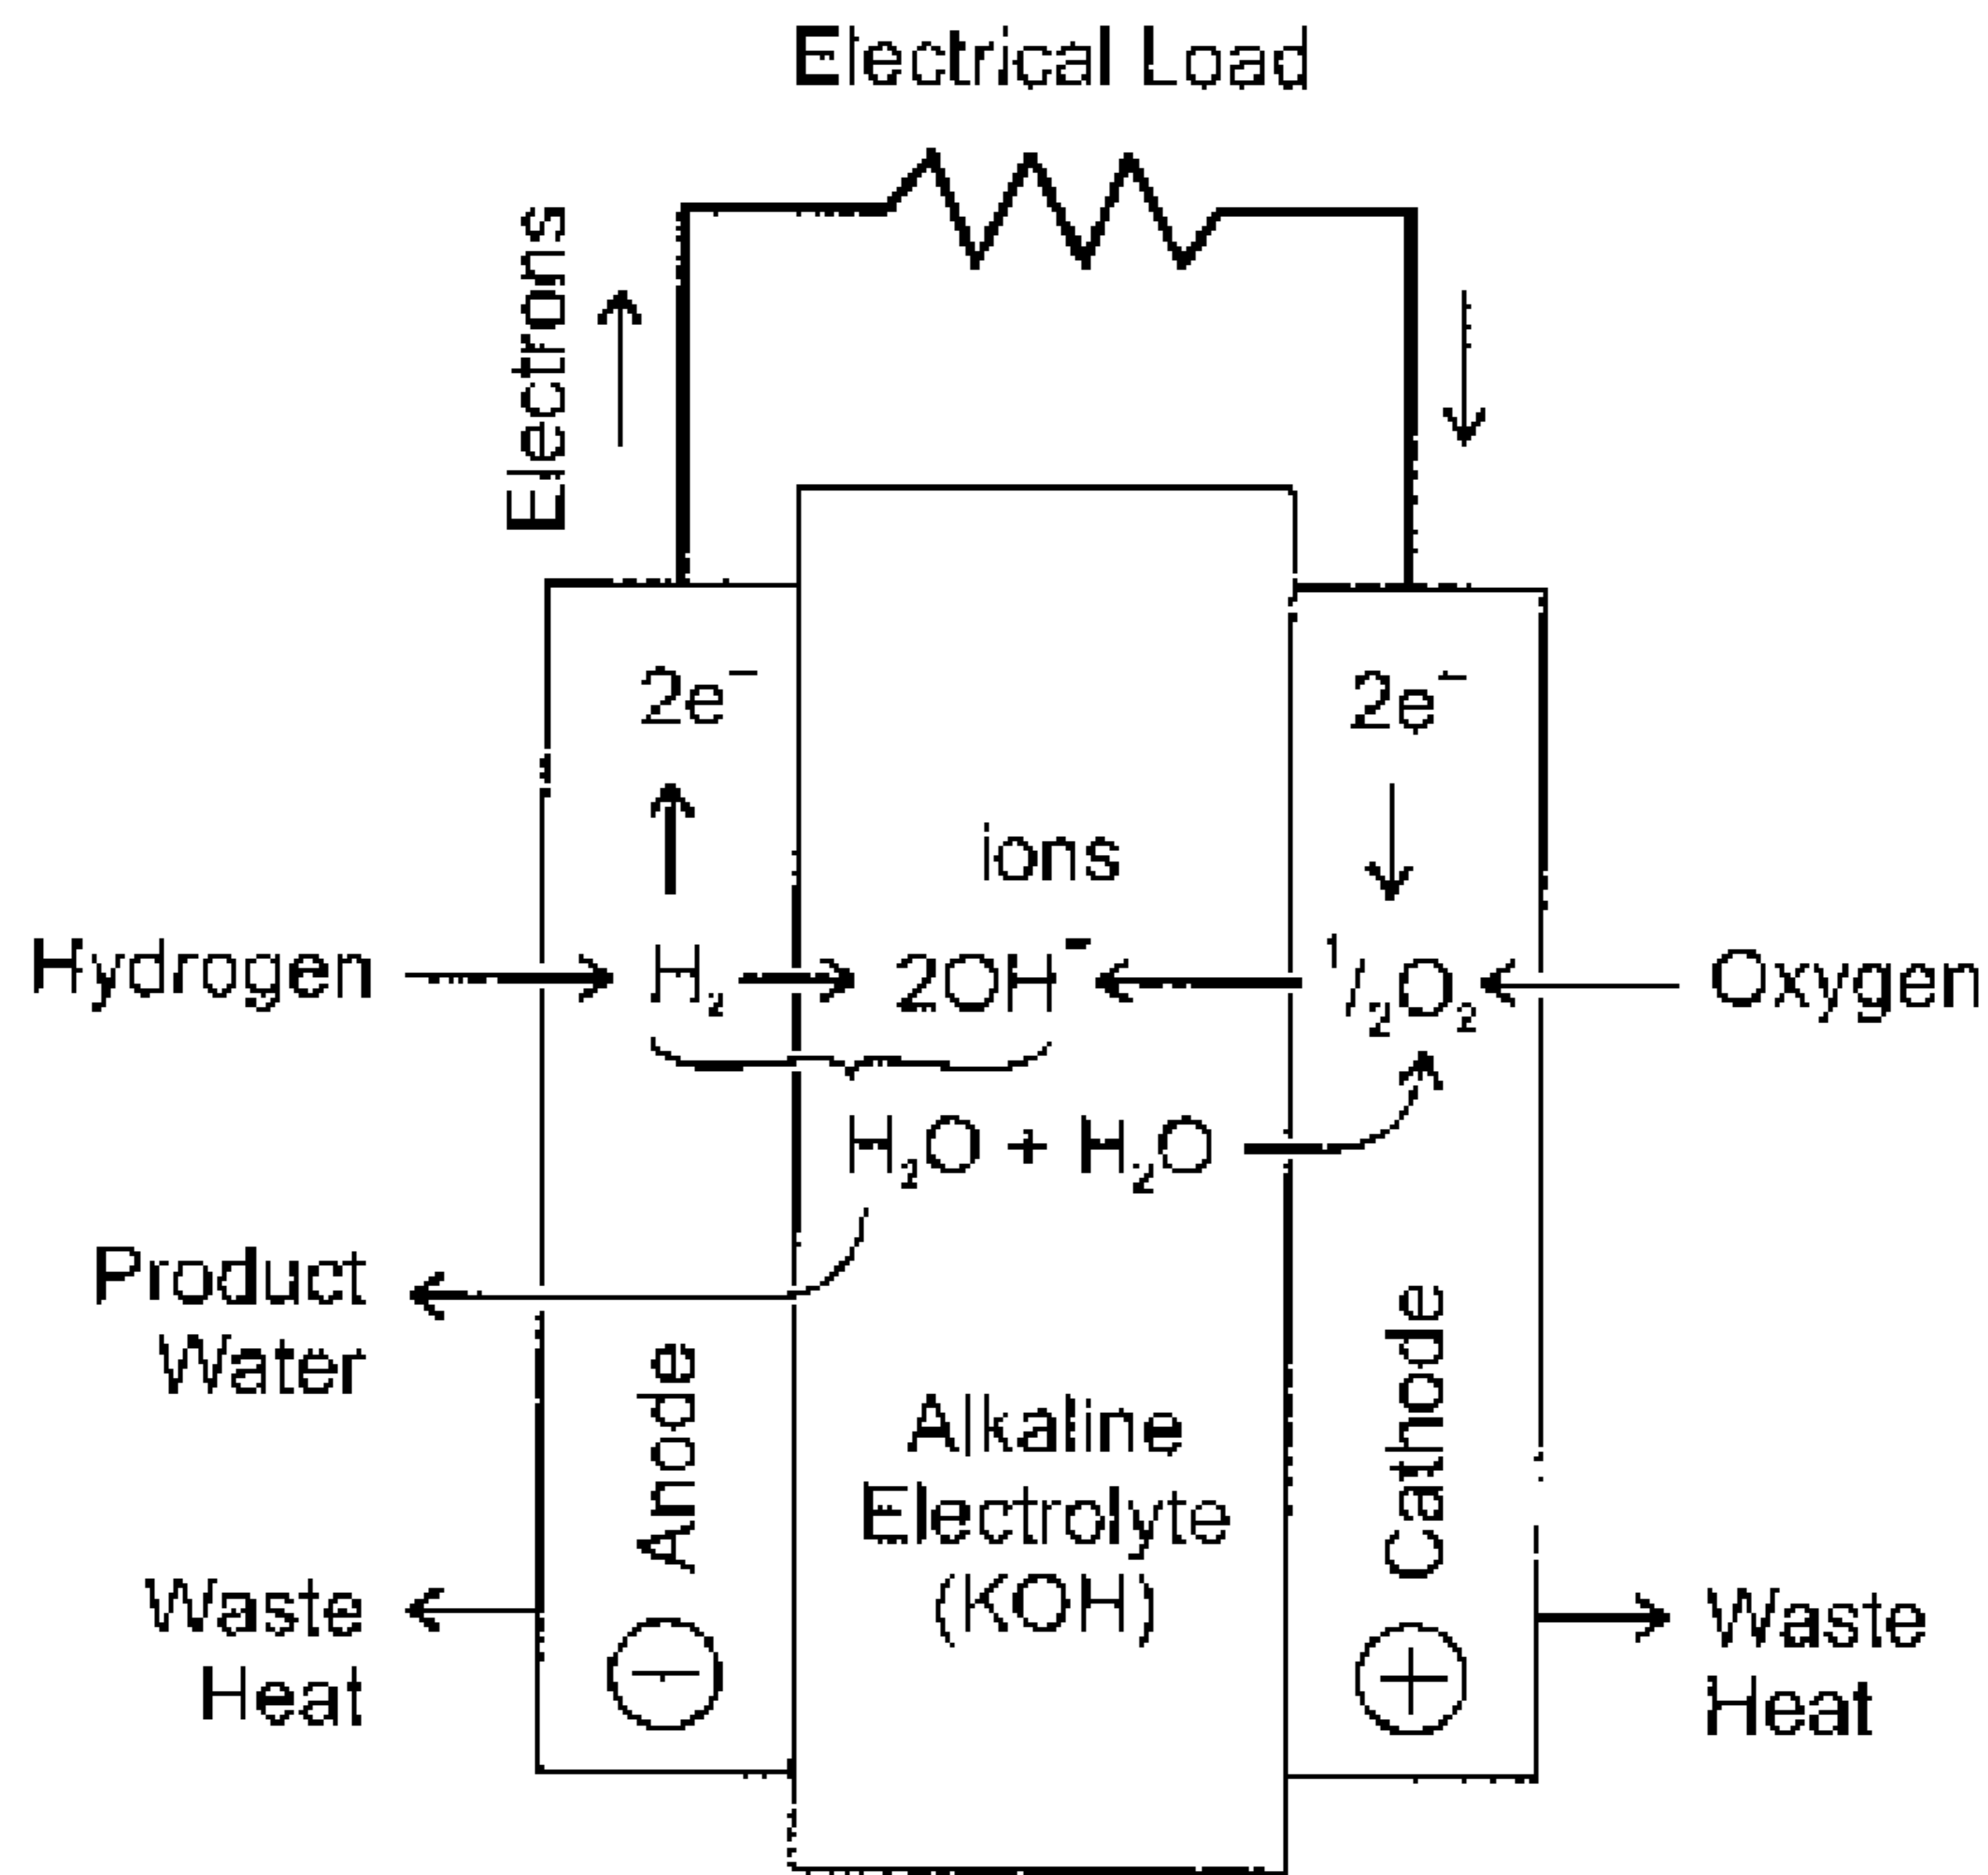 Electrical Load
Electrons
2e⁻
2e⁻
ions
Hydrogen
H₂
2OH⁻
¹/₂O₂
Oxygen
H₂O + H₂O
Product
Water
Anode
Cathode
Alkaline
Electrolyte
(KOH)
Waste
Heat
Waste
Heat
−
+